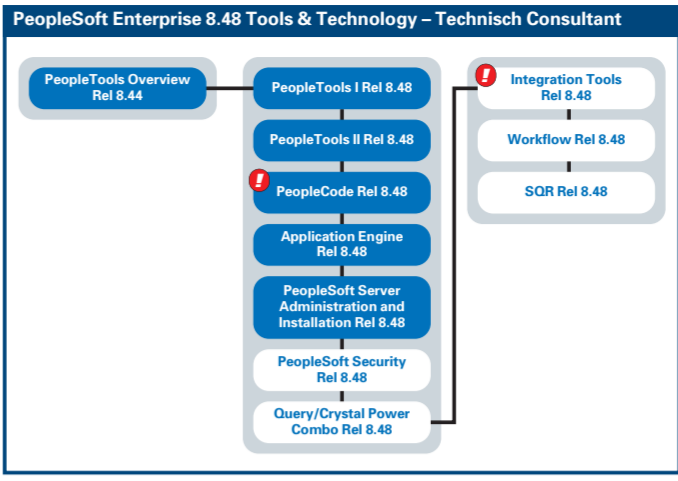 PeopleSoft Enterprise 8.48 Tools & Technology – Technisch Consultant
PeopleTools Overview
Rel 8.44
PeopleTools I Rel 8.48
PeopleTools II Rel 8.48
!
PeopleCode Rel 8.48
Application Engine
Rel 8.48
PeopleSoft Server
Administration and
Installation Rel 8.48
PeopleSoft Security
Rel 8.48
Query/Crystal Power
Combo Rel 8.48
!
Integration Tools
Rel 8.48
Workflow Rel 8.48
SQR Rel 8.48